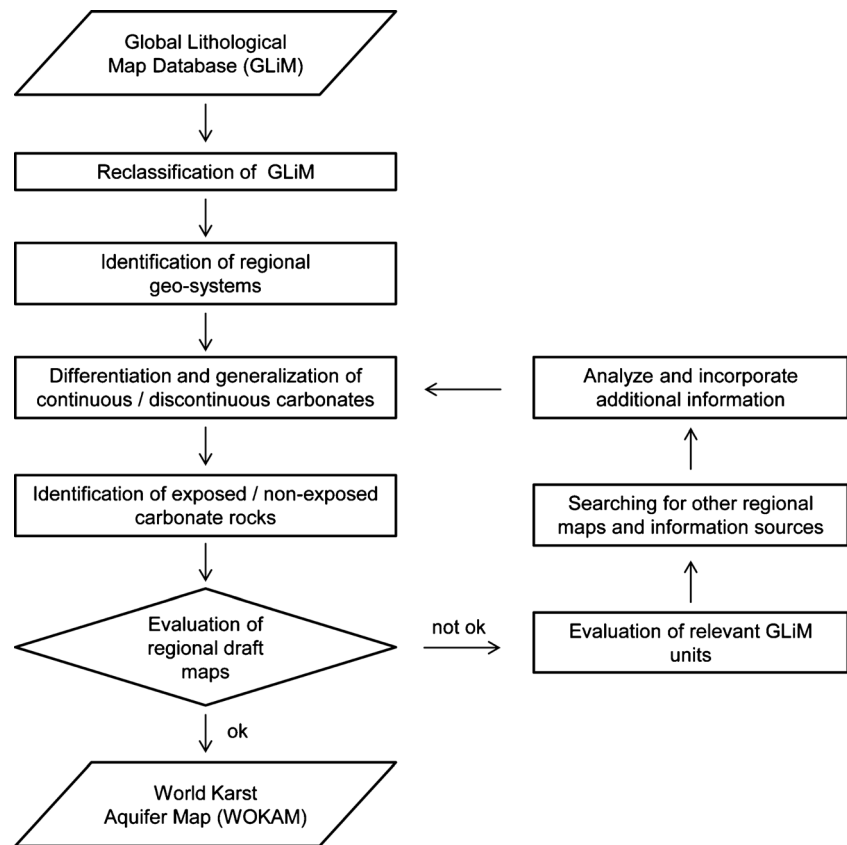 Global Lithological
Map Database (GLiM)
Reclassification of GLiM
Identification of regional
geo-systems
Differentiation and generalization of
continuous / discontinuous carbonates
Analyze and incorporate
additional information
Identification of exposed / non-exposed
carbonate rocks
Searching for other regional
maps and information sources
Evaluation of
regional draft
maps
not ok
Evaluation of relevant GLiM
units
ok
World Karst
Aquifer Map (WOKAM)